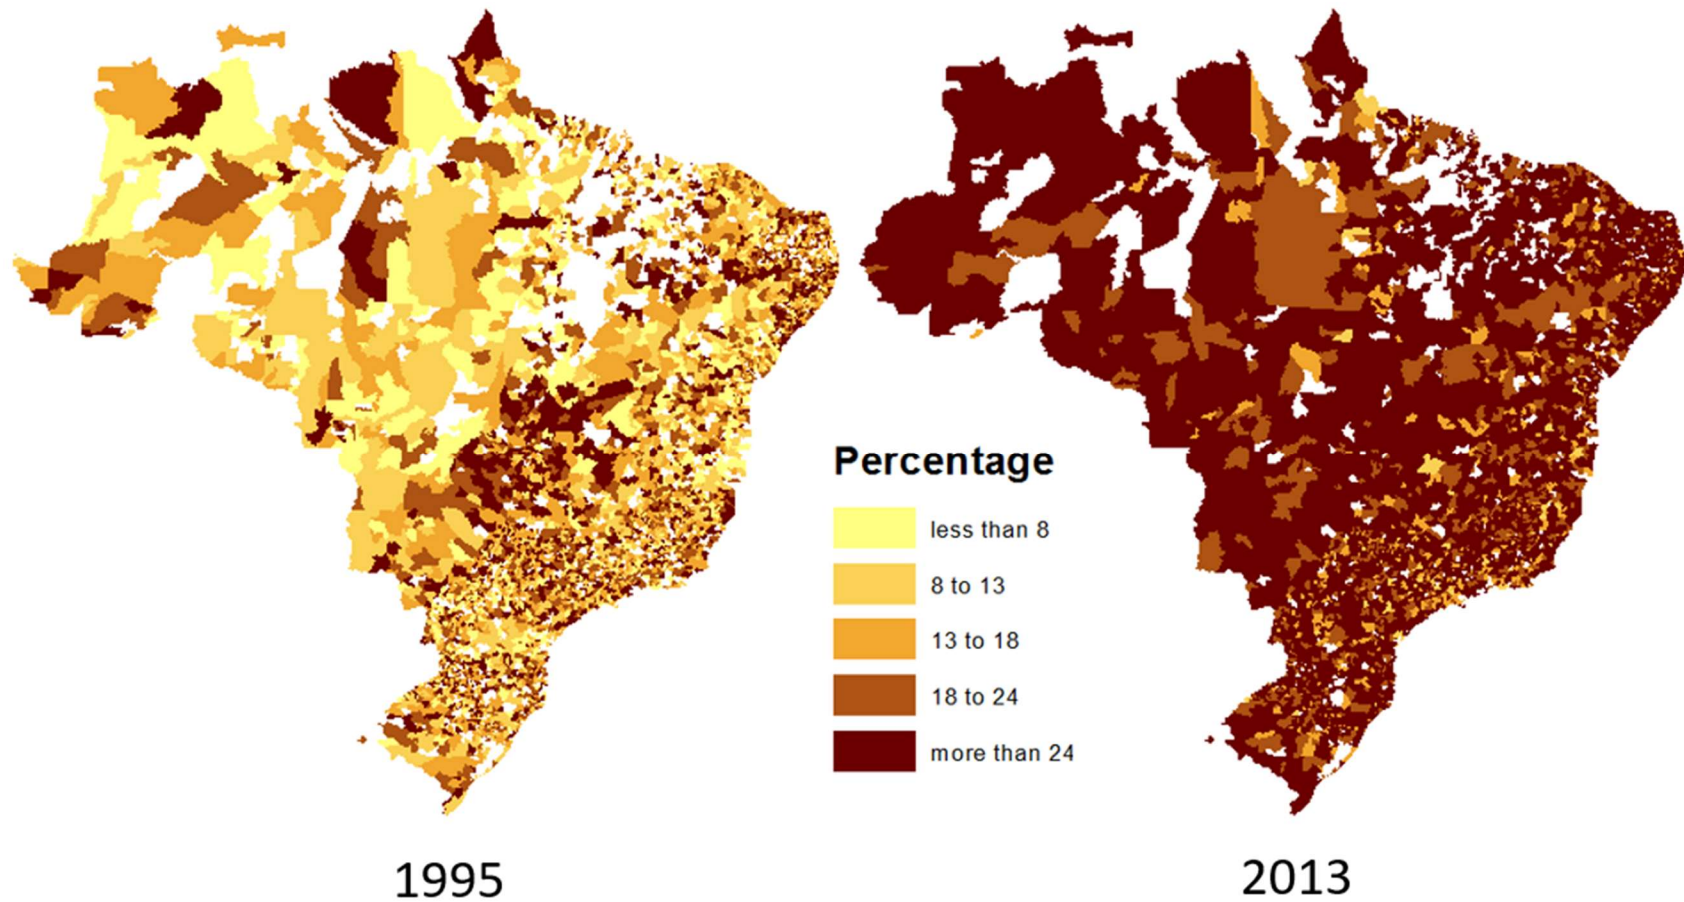 Percentage
less than 8
8 to 13
13 to 18
18 to 24
more than 24
1995
2013